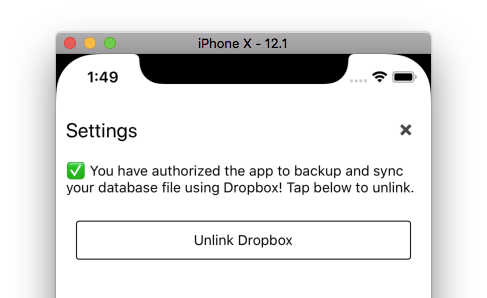 iPhone X - 12.1
1:49
Settings
✅ You have authorized the app to backup and sync
your database file using Dropbox! Tap below to unlink.
Unlink Dropbox